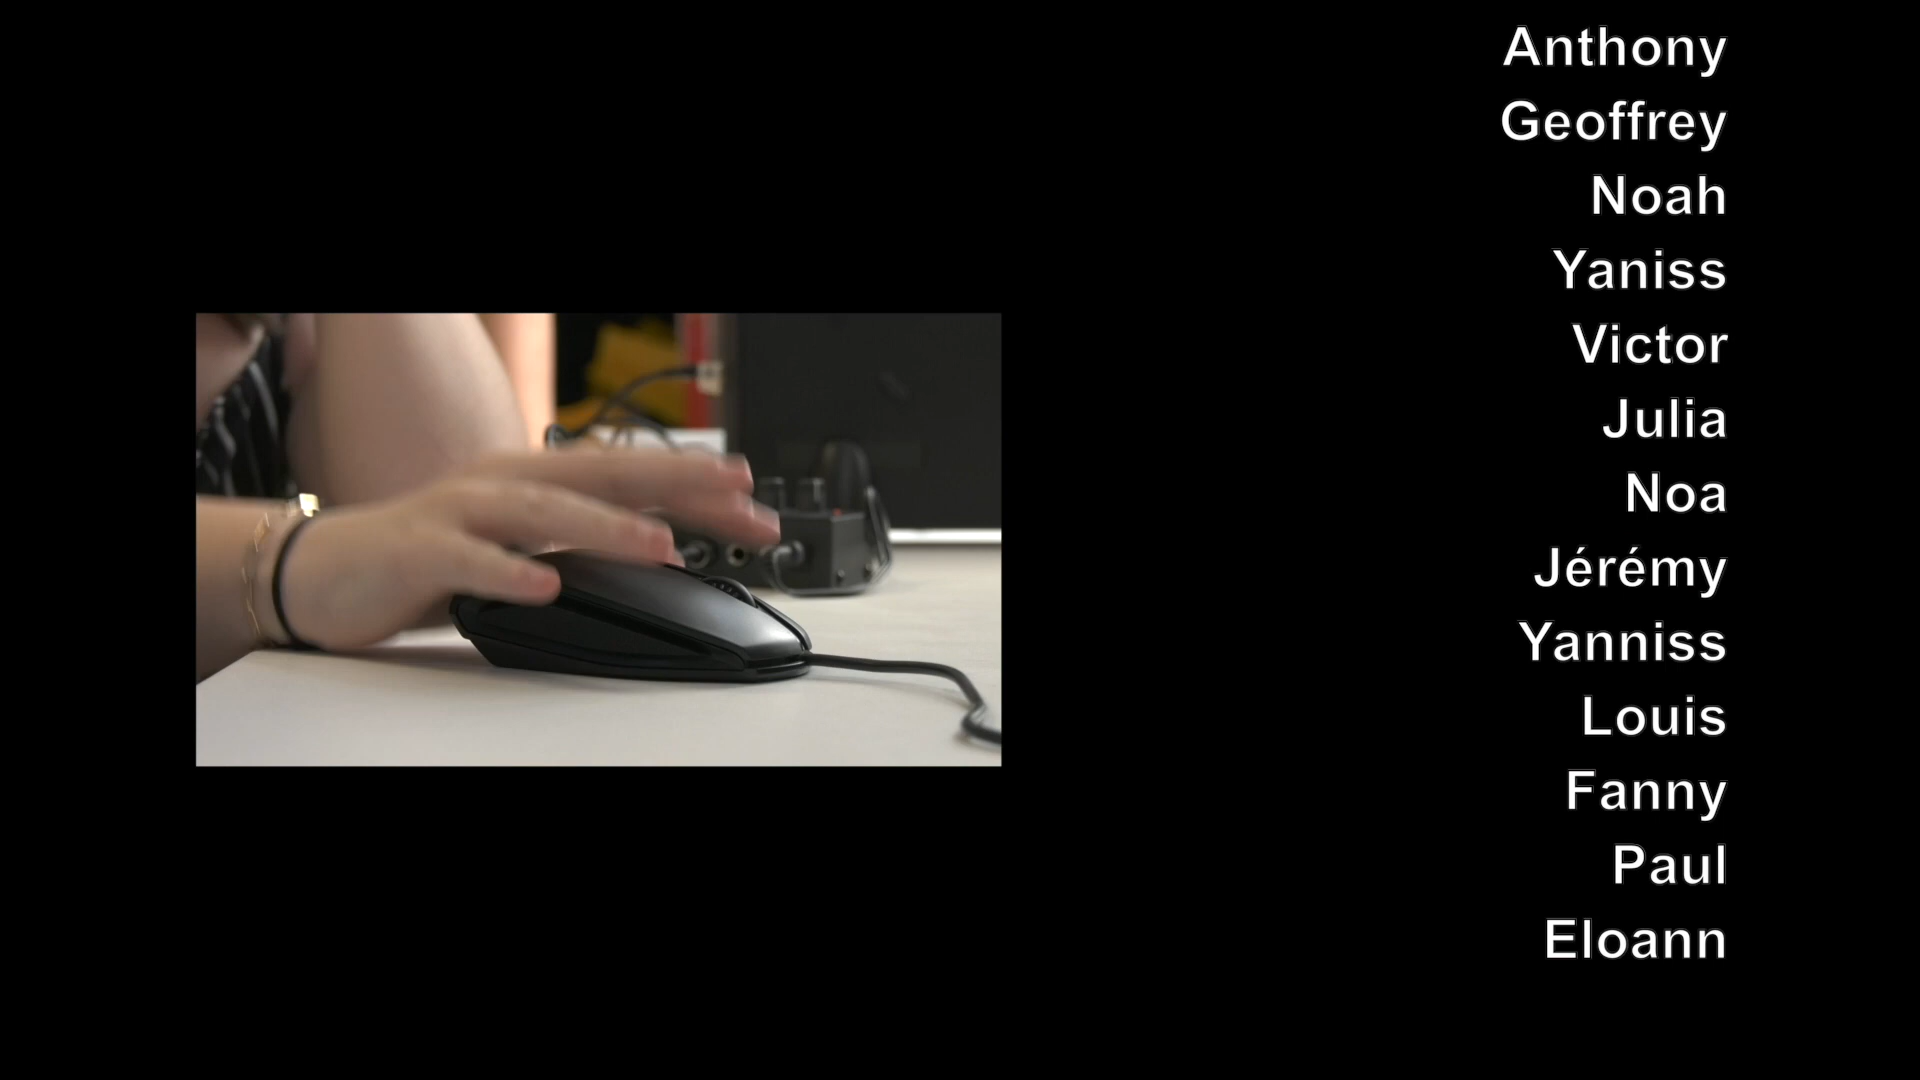 Anthony
Geoffrey
Noah
Yaniss
Victor
Julia
Noa
Jérémy
Yanniss
Louis
Fanny
Paul
Eloann